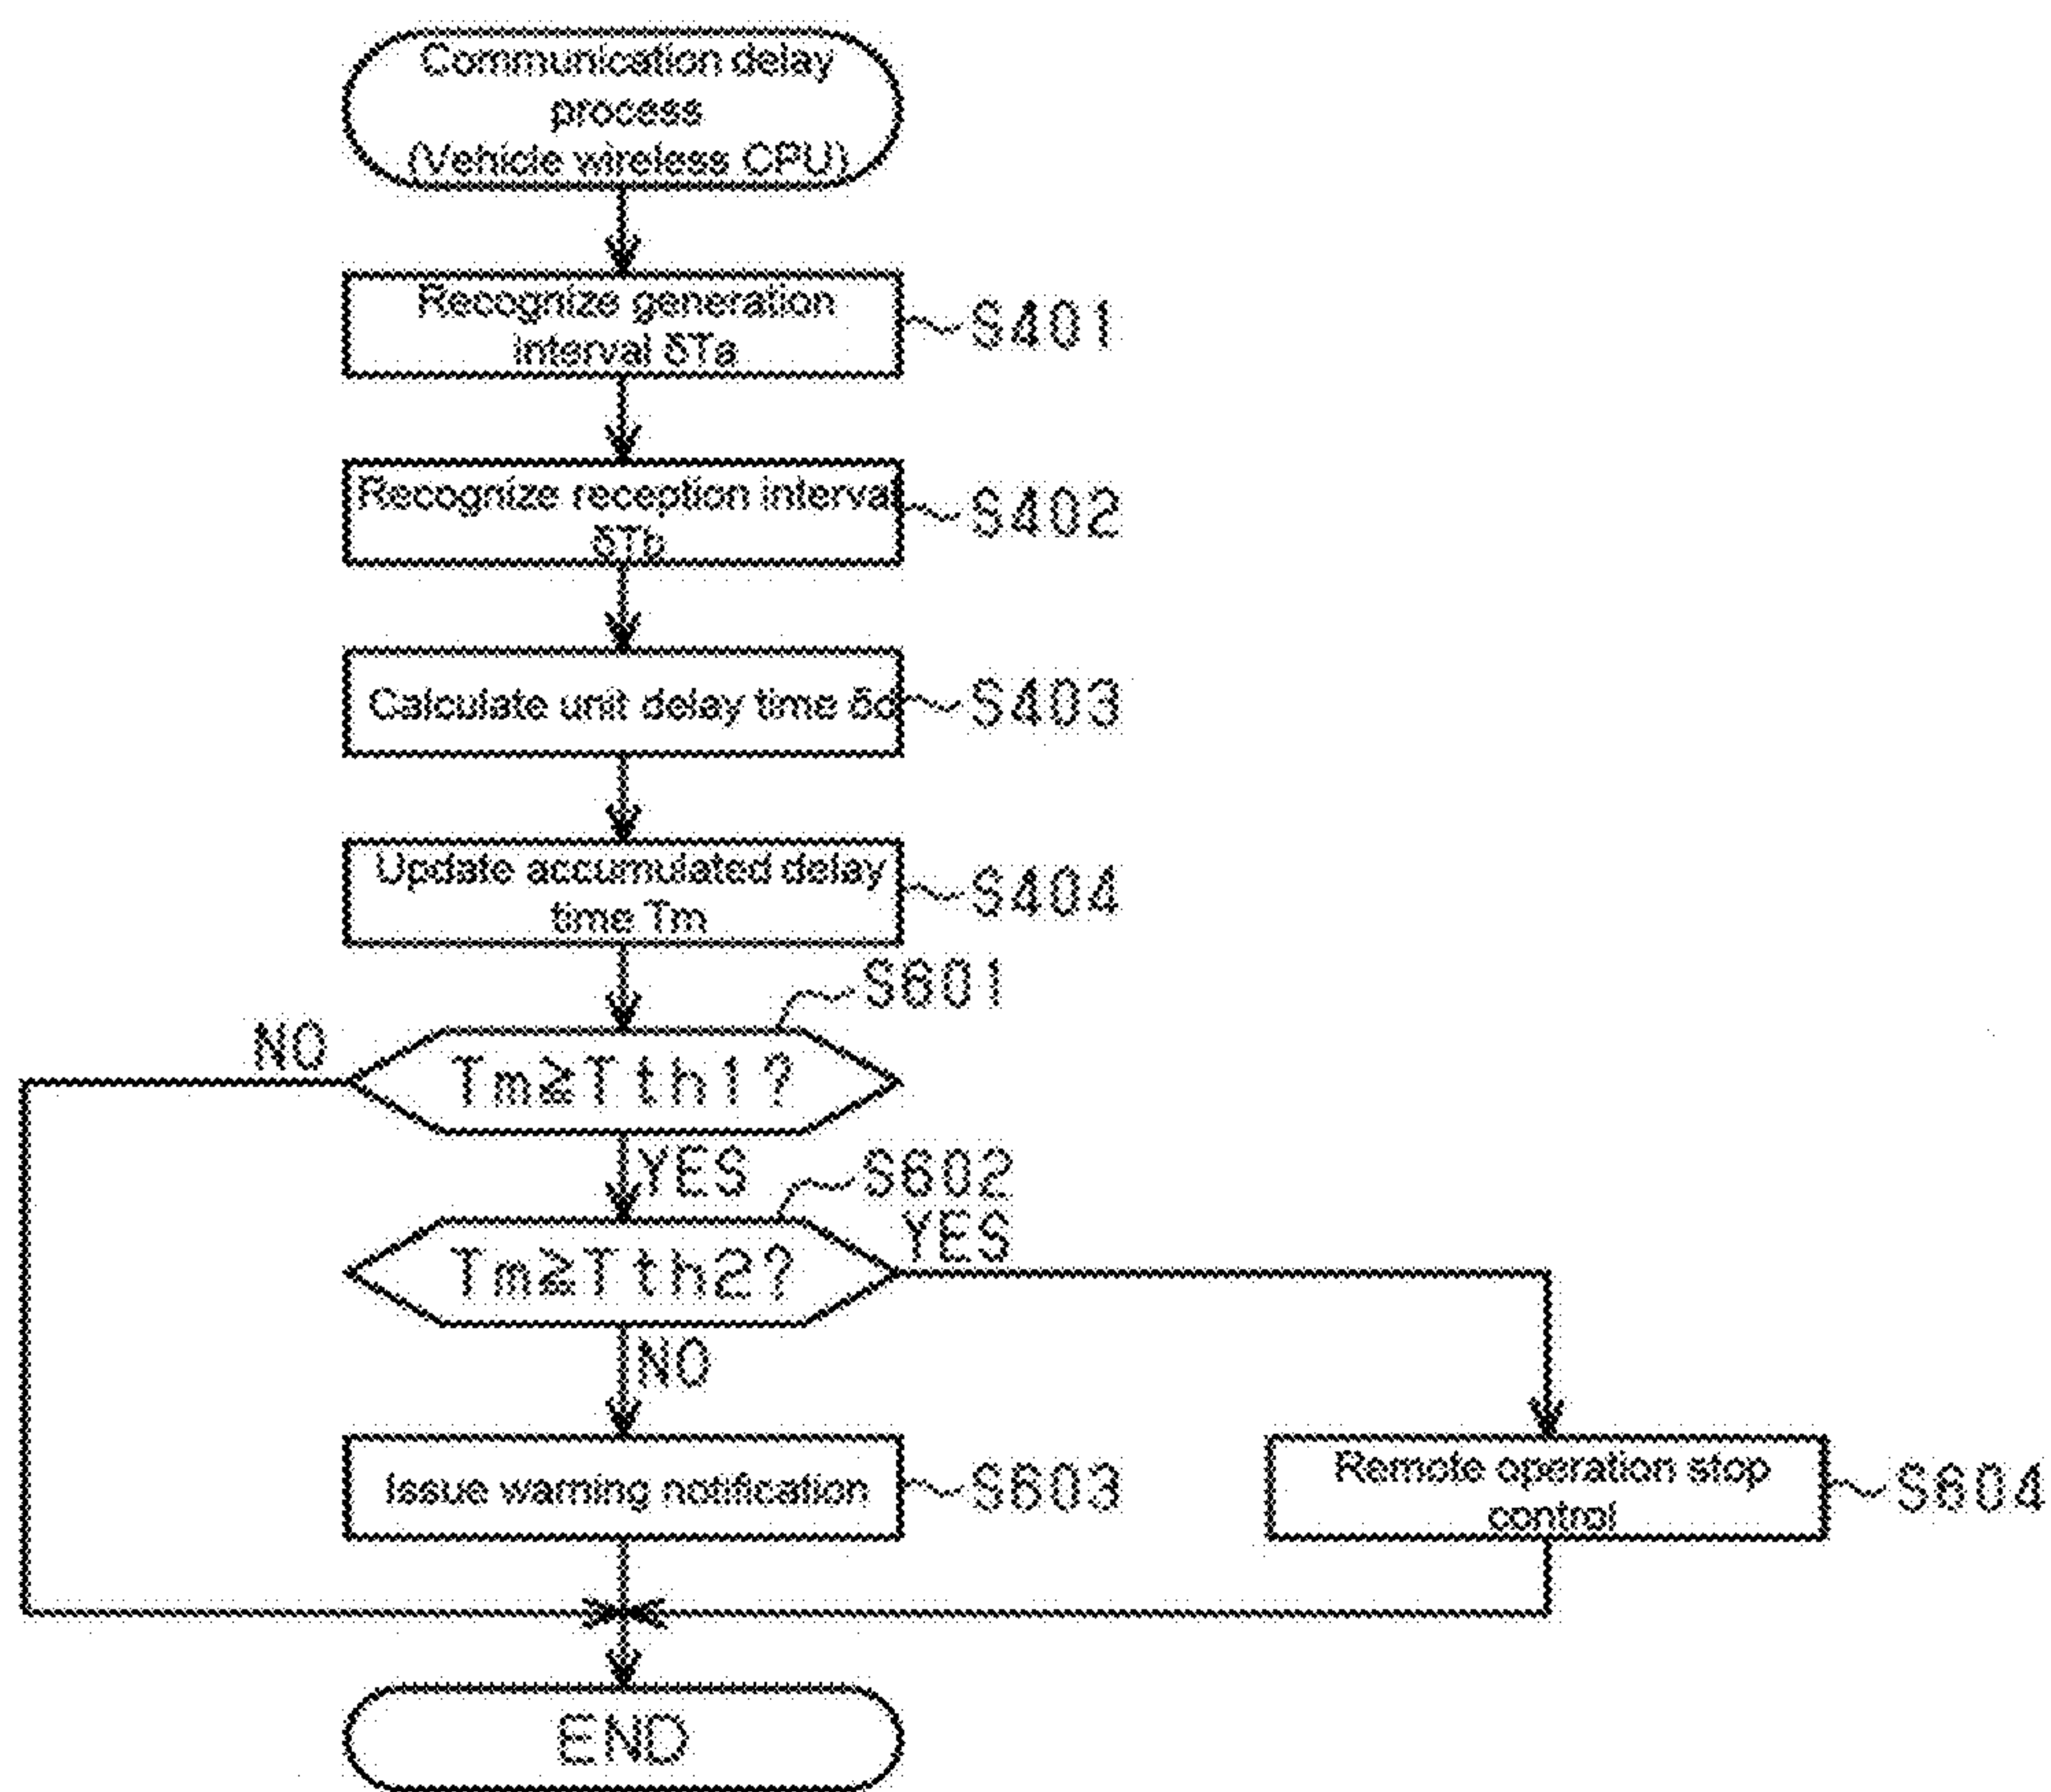 Communication delay
process
(Vehicle wireless CPU)
Recognize generation
interval δTa
S401
Recognize reception interval
δTb
S402
Calculate unit delay time δd
S403
Update accumulated delay
time Tm
S404
S601
NO
Tm≧Tth1?
YES
S602
YES
Tm≧Tth2?
NO
Issue warning notification
S603
Remote operation stop
control
S604
END